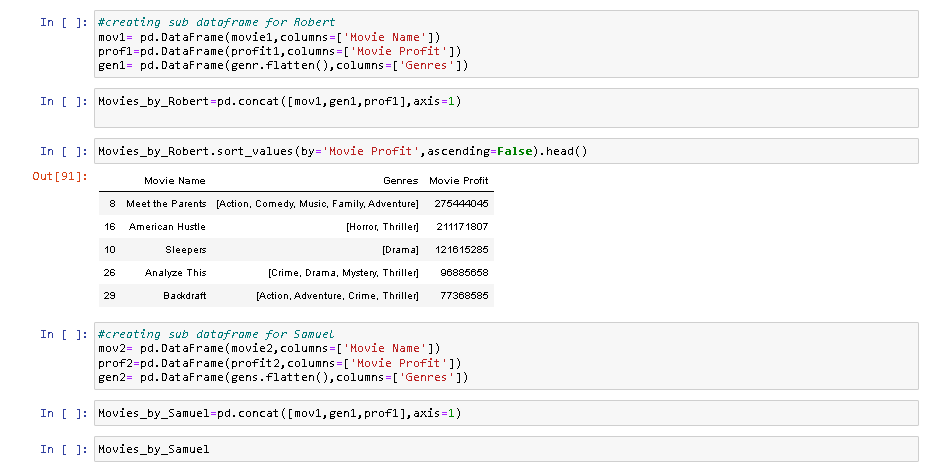 In [ ]: #creating sub dataframe for Robert
mov1= pd.DataFrame(movie1,columns=['Movie Name'])
prof1=pd.DataFrame(profit1,columns=['Movie Profit'])
gen1= pd.DataFrame(genr.flatten(),columns=['Genres'])
In [ ]: Movies_by_Robert=pd.concat([mov1,gen1,prof1],axis=1)
In [ ]: Movies_by_Robert.sort_values(by='Movie Profit',ascending=False).head()
Out[91]:
Movie Name Genres Movie Profit
8 Meet the Parents [Action, Comedy, Music, Family, Adventure] 275444045
16 American Hustle [Horror, Thriller] 211171807
10 Sleepers [Drama] 121615285
26 Analyze This [Crime, Drama, Mystery, Thriller] 96885658
29 Backdraft [Action, Adventure, Crime, Thriller] 77368585
In [ ]: #creating sub dataframe for Samuel
mov2= pd.DataFrame(movie2,columns=['Movie Name'])
prof2=pd.DataFrame(profit2,columns=['Movie Profit'])
gen2= pd.DataFrame(gens.flatten(),columns=['Genres'])
In [ ]: Movies_by_Samuel=pd.concat([mov1,gen1,prof1],axis=1)
In [ ]: Movies_by_Samuel